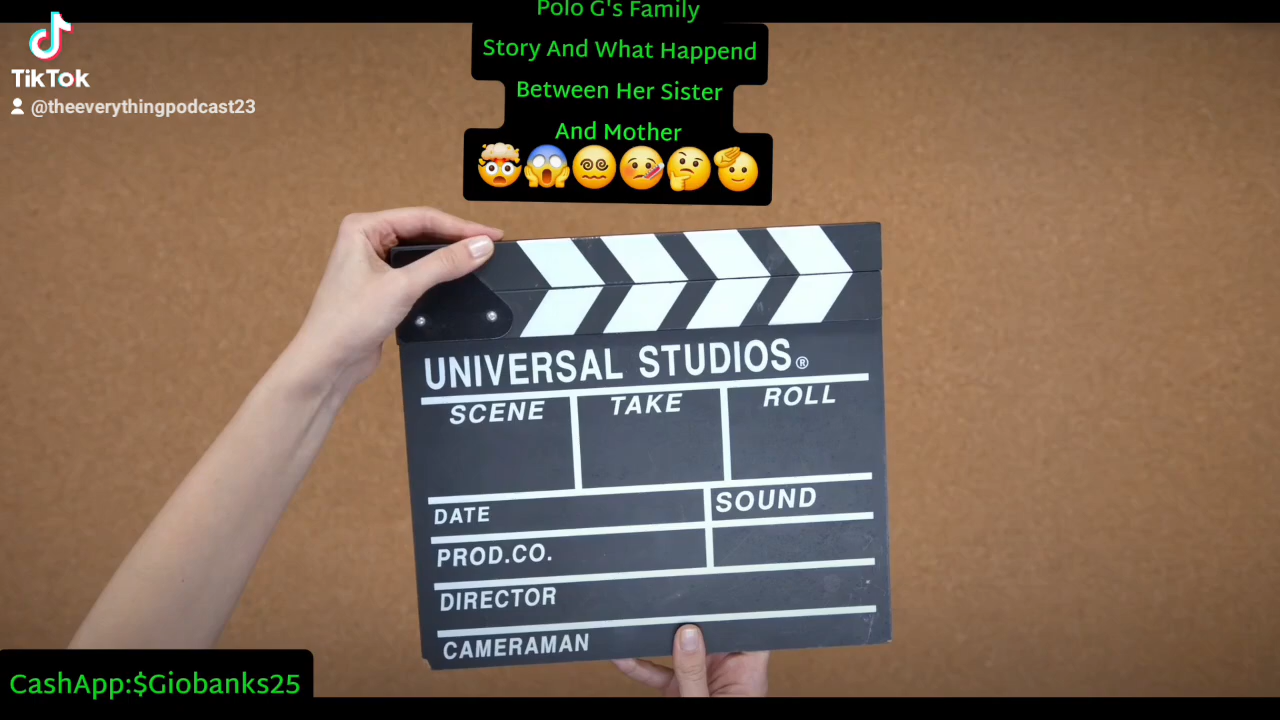 Polo G's Family
Story And What Happend
Between Her Sister
And Mother
TikTok
@theeverythingpodcast23
UNIVERSAL STUDIOS®
SCENE TAKE ROLL
DATE SOUND
PROD.CO.
DIRECTOR
CAMERAMAN
CashApp:$Giobanks25